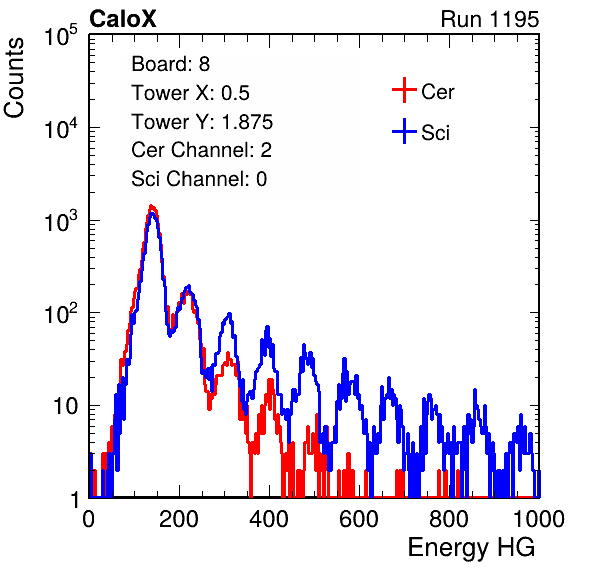 CaloX Run 1195
Counts
10^5
10^4
10^3
10^2
10
1
Board: 8
Tower X: 0.5
Tower Y: 1.875
Cer Channel: 2
Sci Channel: 0
Cer
Sci
0 200 400 600 800 1000
Energy HG